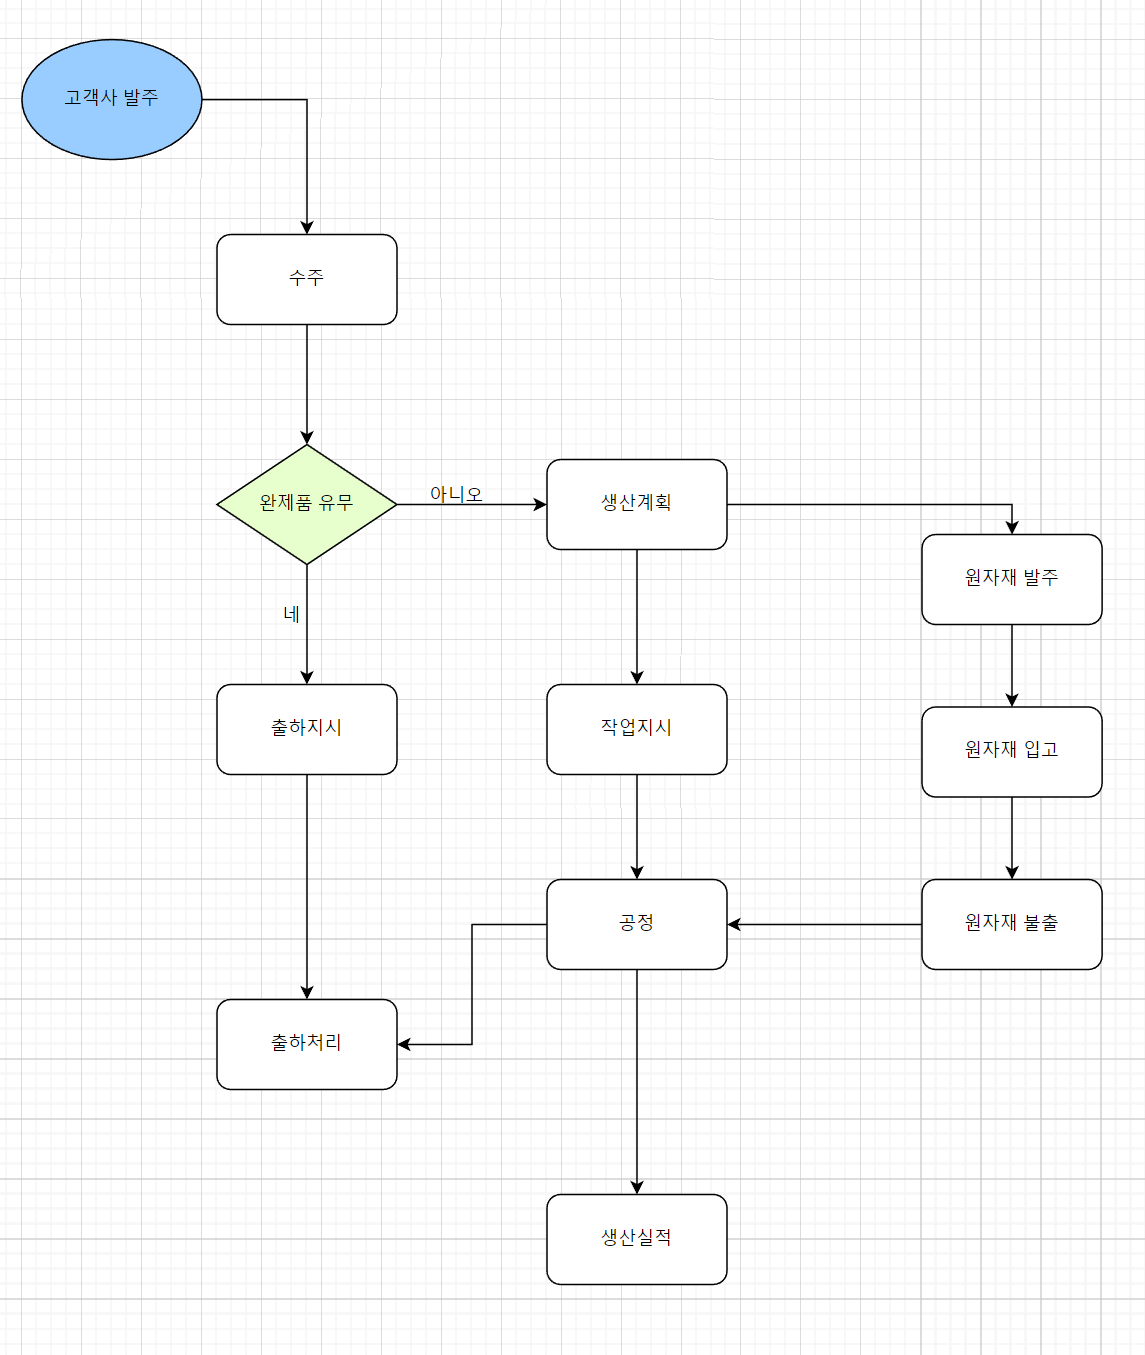 고객사 발주
수주
완제품 유무
아니오
생산계획
네
원자재 발주
출하지시
작업지시
원자재 입고
공정
원자재 불출
출하처리
생산실적